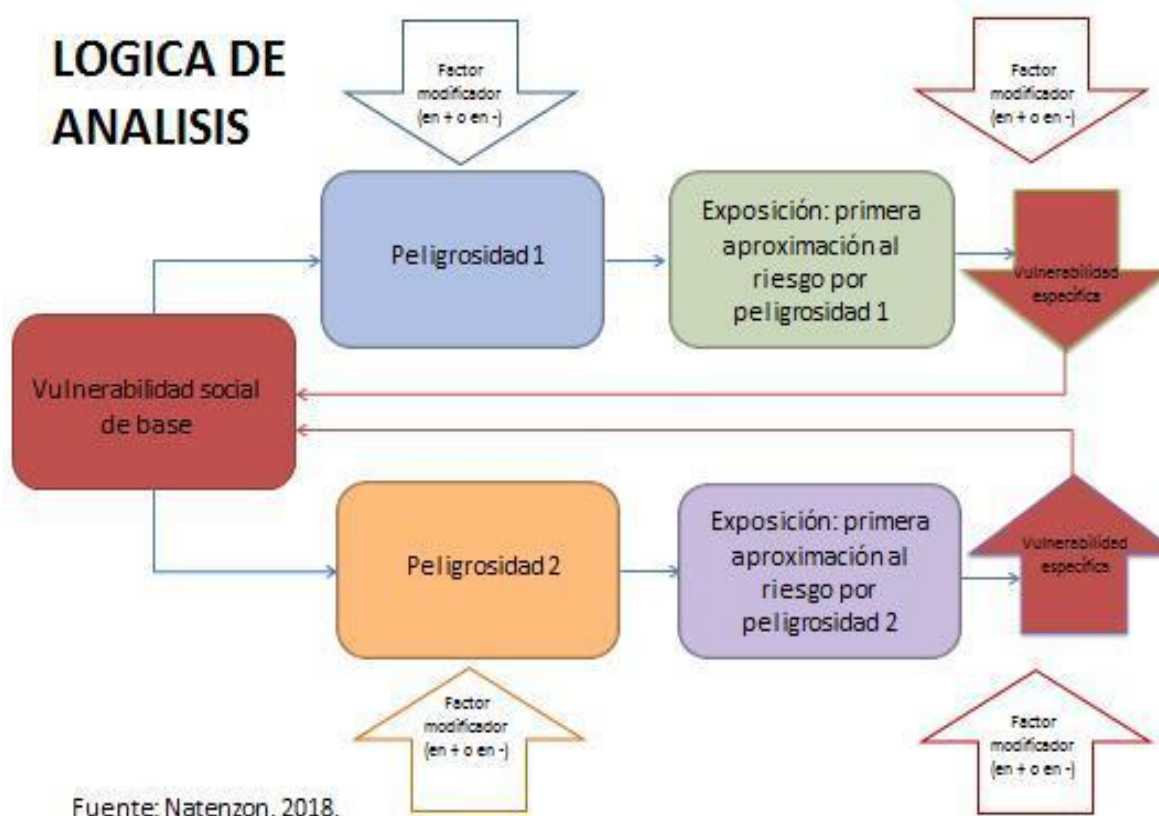 LOGICA DE
ANALISIS
Factor
modificador
(en + o en -)
Factor
modificador
(en + o en -)
Peligrosidad 1
Exposición: primera
aproximación al
riesgo por
peligrosidad 1
Vulnerabilidad
específica
Vulnerabilidad social
de base
Peligrosidad 2
Exposición: primera
aproximación al
riesgo por
peligrosidad 2
Vulnerabilidad
específica
Factor
modificador
(en + o en -)
Factor
modificador
(en + o en -)
Fuente: Natenzon, 2018.